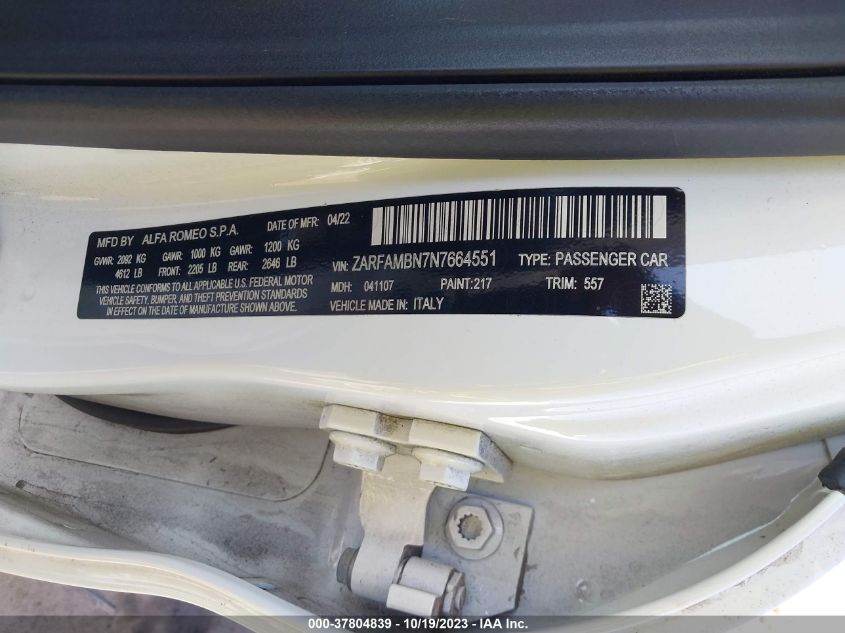 MFD BY ALFA ROMEO S.P.A. DATE OF MFR: 04/22
GVWR: 2092 KG GAWR: 1000 KG GAWR: 1200 KG
4612 LB FRONT: 2205 LB REAR: 2646 LB
THIS VEHICLE CONFORMS TO ALL APPLICABLE U.S. FEDERAL MOTOR
VEHICLE SAFETY, BUMPER, AND THEFT PREVENTION STANDARDS
IN EFFECT ON THE DATE OF MANUFACTURE SHOWN ABOVE.
VIN: ZARFAMBN7N7664551 TYPE: PASSENGER CAR
MDH: 041107 PAINT:217 TRIM: 557
VEHICLE MADE IN: ITALY
000-37804839 - 10/19/2023 - IAAI.com